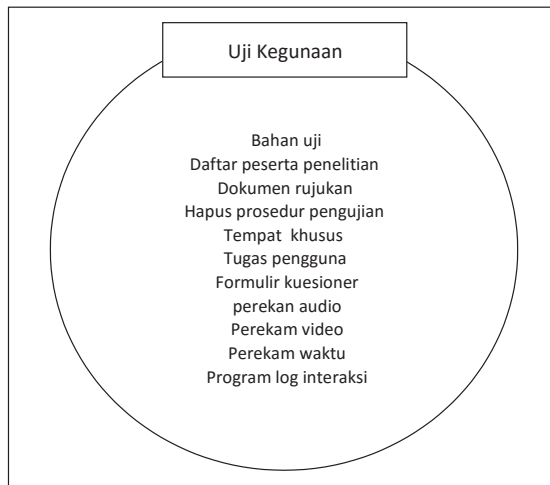 Uji Kegunaan
Bahan uji
Daftar peserta penelitian
Dokumen rujukan
Hapus prosedur pengujian
Tempat khusus
Tugas pengguna
Formulir kuesioner
perekan audio
Perekam video
Perekam waktu
Program log interaksi